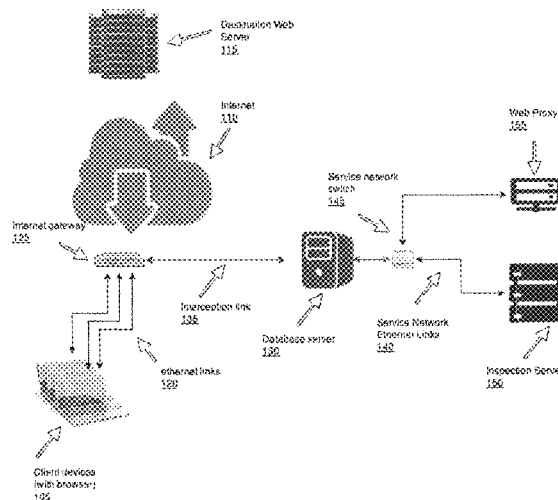 Destination Web
Server
115
Internet
110
Web Proxy
155
Service network
switch
145
Internet gateway
125
Interception link
135
Database server
130
Service Network
Ethernet Links
140
Inspection Server
150
ethernet links
120
Client devices
(with browser)
105